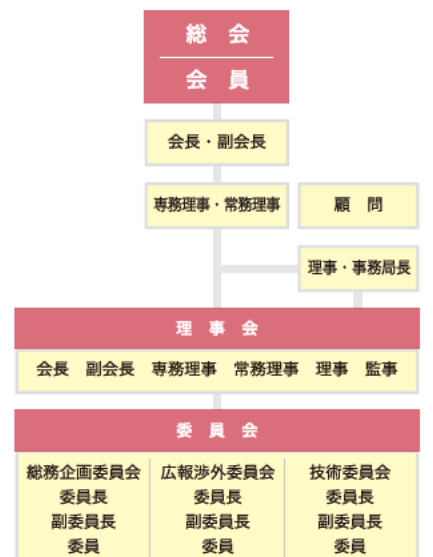 総 会
会 員
会長・副会長
専務理事・常務理事
顧 問
理事・事務局長
理 事 会
会長 副会長 専務理事 常務理事 理事 監事
委 員 会
総務企画委員会 広報渉外委員会 技術委員会
委員長 委員長 委員長
副委員長 副委員長 副委員長
委員 委員 委員